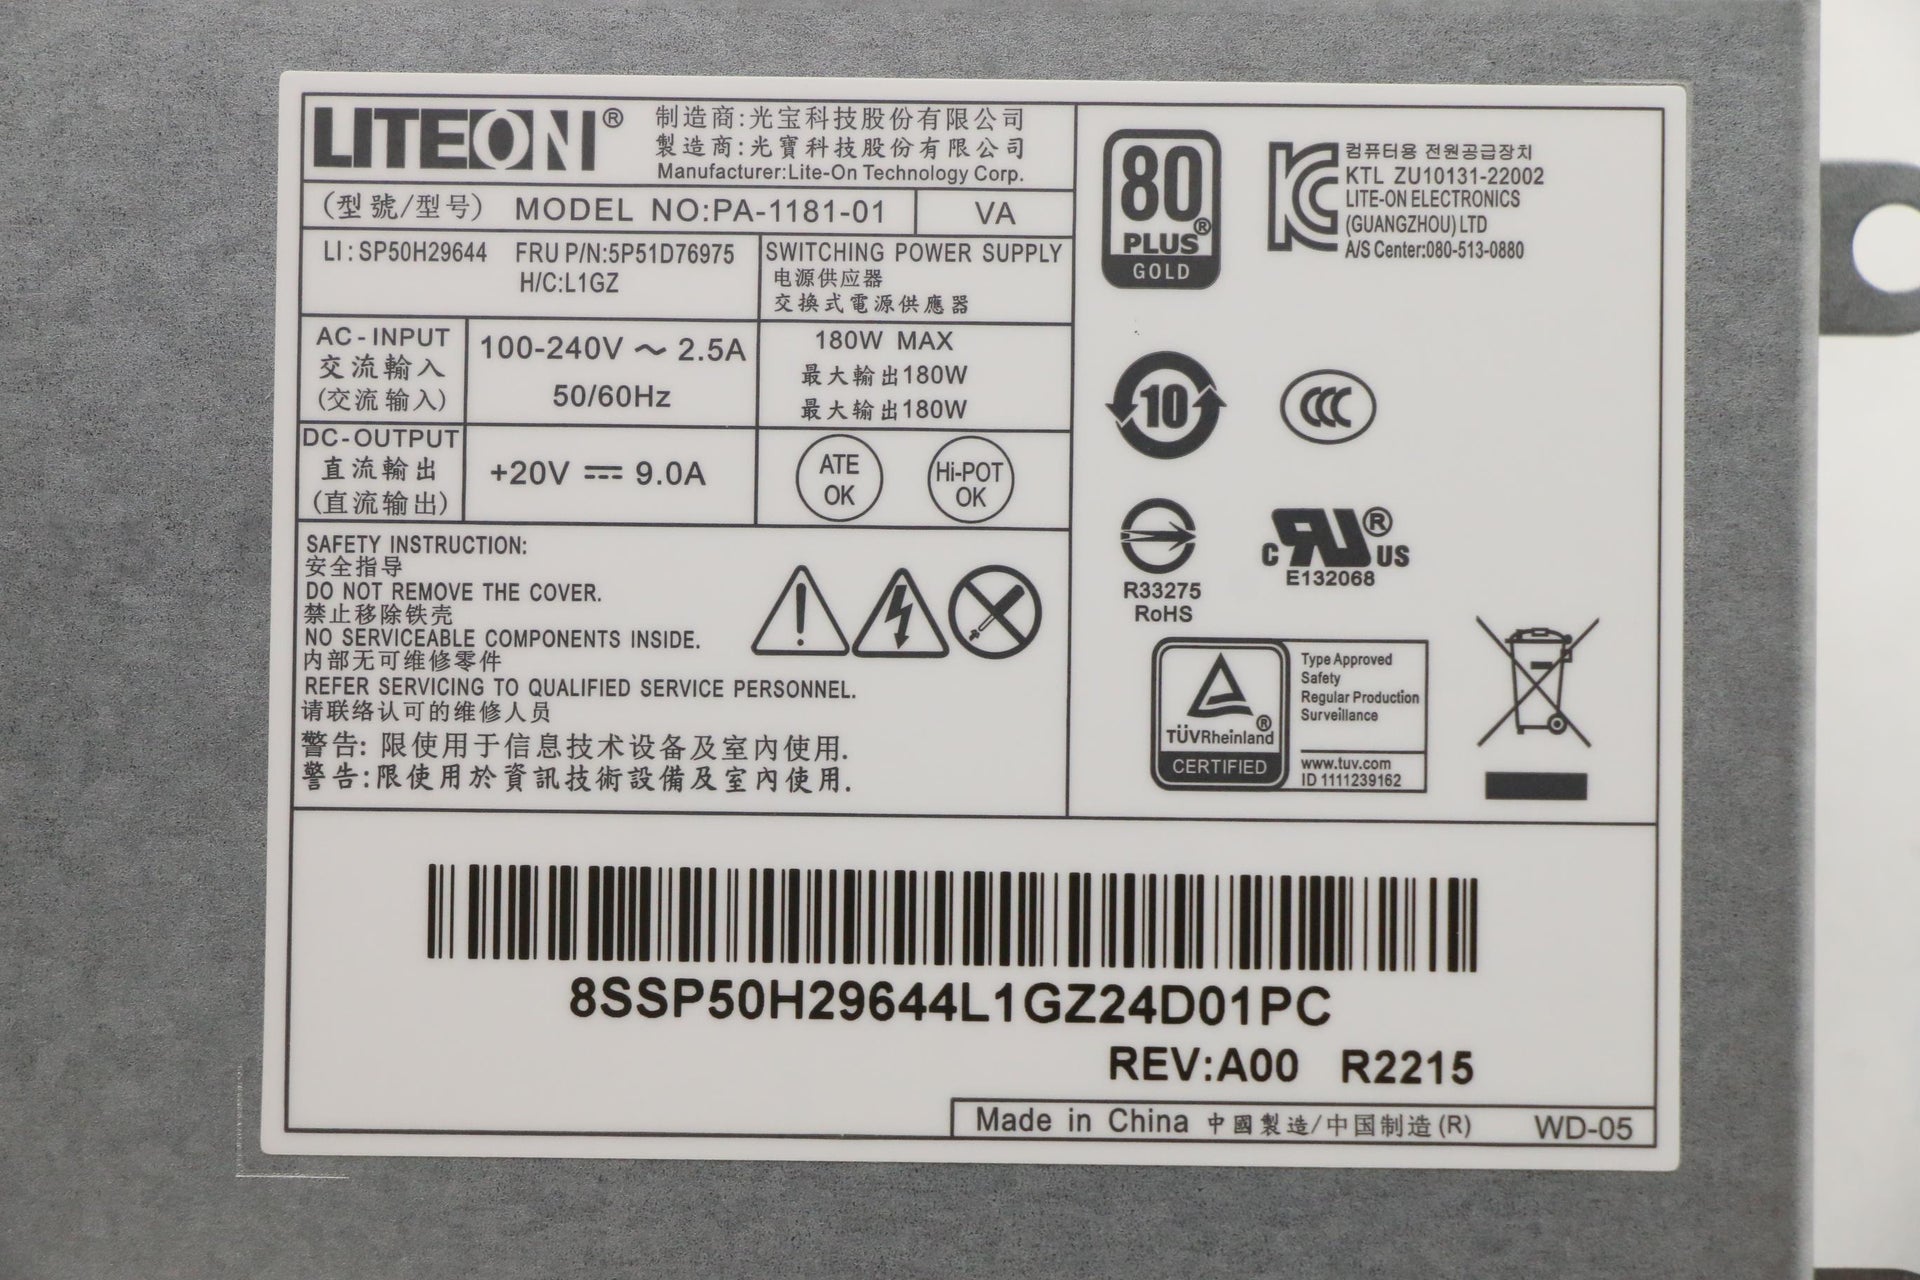 LITEON®
制造商:光宝科技股份有限公司
製造商:光寶科技股份有限公司
Manufacturer:Lite-On Technology Corp.
(型號/型号) MODEL NO:PA-1181-01 VA
LI:SP50H29644 FRU P/N:5P51D76975
H/C:L1GZ
SWITCHING POWER SUPPLY
电源供应器
交換式電源供應器
AC-INPUT
交流輸入
(交流输入)
100-240V ~ 2.5A
50/60Hz
180W MAX
最大輸出180W
最大输出180W
DC-OUTPUT
直流輸出
(直流输出)
+20V ⎓ 9.0A
ATE
OK
Hi-POT
OK
SAFETY INSTRUCTION:
安全指导
DO NOT REMOVE THE COVER.
禁止移除铁壳
NO SERVICEABLE COMPONENTS INSIDE.
内部无可维修零件
REFER SERVICING TO QUALIFIED SERVICE PERSONNEL.
请联络认可的维修人员
警告: 限使用于信息技术设备及室内使用.
警告:限使用於資訊技術設備及室內使用.
80
PLUS®
GOLD
컴퓨터용 전원공급장치
KTL ZU10131-22002
LITE-ON ELECTRONICS
(GUANGZHOU) LTD
A/S Center:080-513-0880
10
CCC
R33275
RoHS
c RU® US
E132068
TÜVRheinland®
CERTIFIED
Type Approved
Safety
Regular Production
Surveillance
www.tuv.com
ID 1111239162
8SSP50H29644L1GZ24D01PC
REV:A00 R2215
Made in China 中國製造/中国制造(R) WD-05